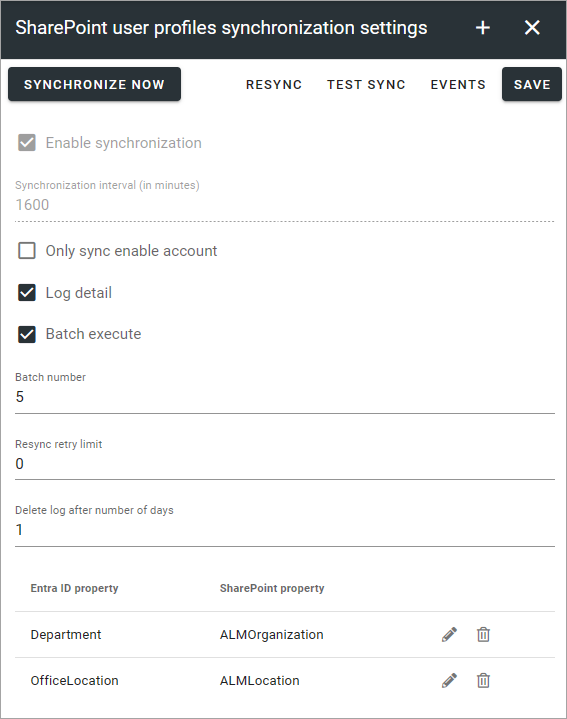 SharePoint user profiles synchronization settings
SYNCHRONIZE NOW RESYNC TEST SYNC EVENTS SAVE
Enable synchronization
Synchronization interval (in minutes)
1600
Only sync enable account
Log detail
Batch execute
Batch number
5
Resync retry limit
0
Delete log after number of days
1
Entra ID property SharePoint property
Department ALMOrganization
OfficeLocation ALMLocation